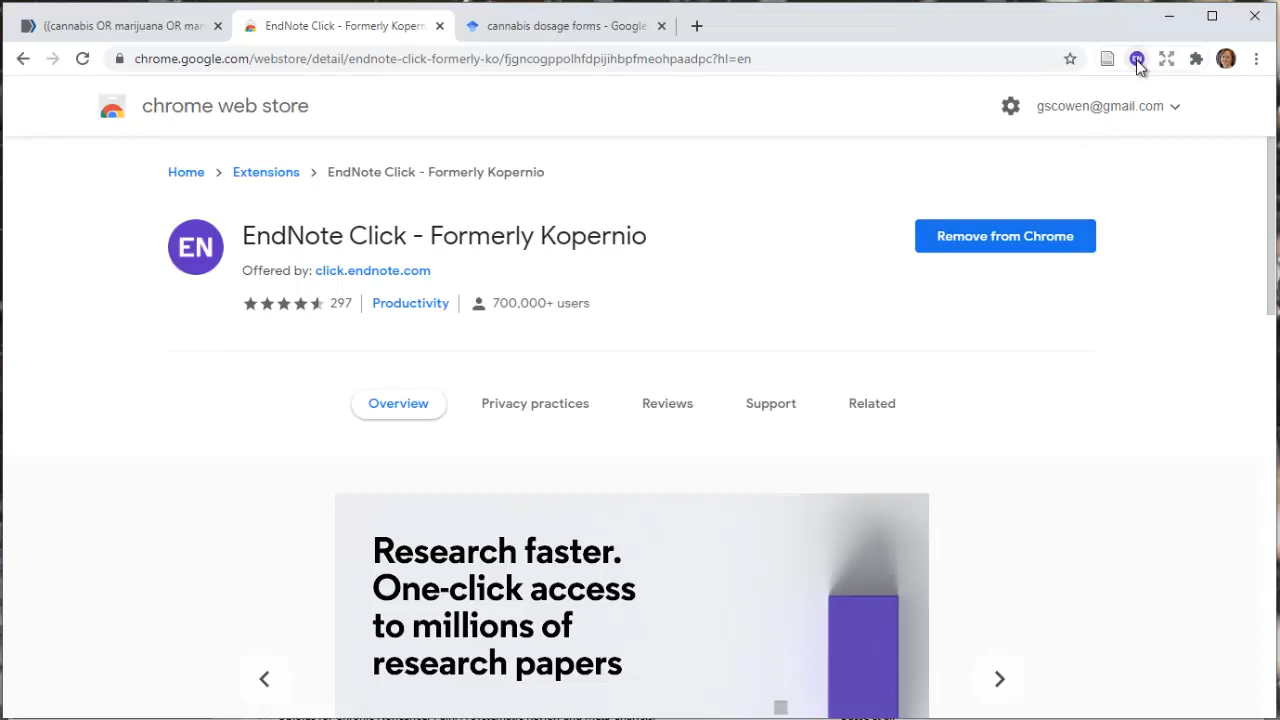 ((cannabis OR marijuana OR mar
EndNote Click - Formerly Kopern
cannabis dosage forms - Google
chrome.google.com/webstore/detail/endnote-click-formerly-ko/fjgncogppolhfdpijihbpfmeohpaadpc?hl=en
EN
chrome web store
gscowen@gmail.com
Home > Extensions > EndNote Click - Formerly Kopernio
EN
EndNote Click - Formerly Kopernio
Remove from Chrome
Offered by: click.endnote.com
297 Productivity 700,000+ users
Overview Privacy practices Reviews Support Related
Research faster.
One-click access
to millions of
research papers